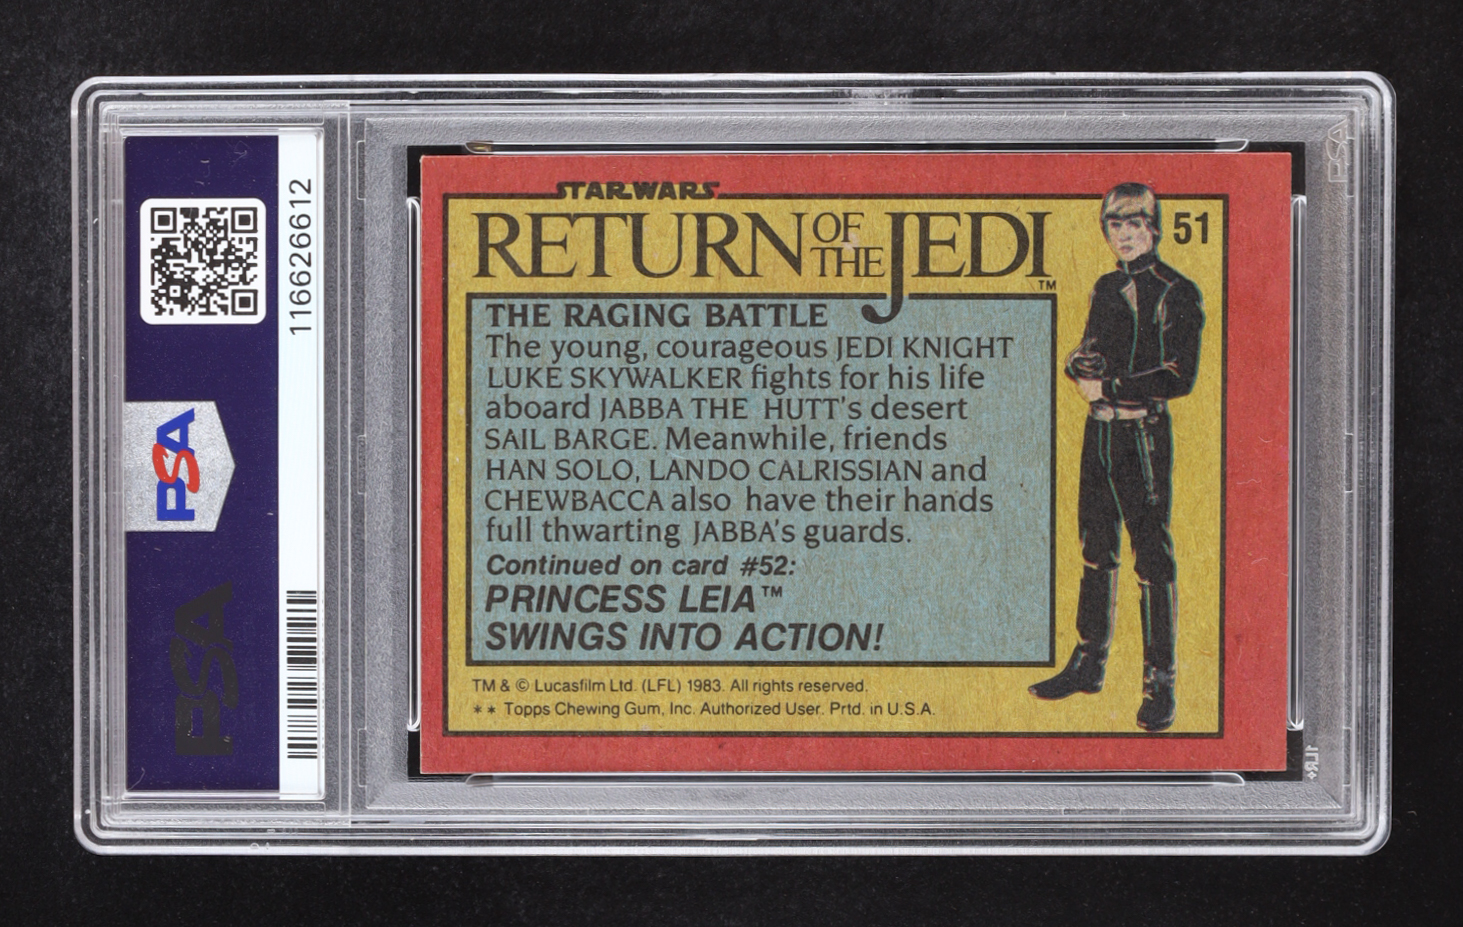 116626612
PSA
PSA
STAR WARS
RETURN OF THE JEDI™
51
THE RAGING BATTLE
The young, courageous JEDI KNIGHT
LUKE SKYWALKER fights for his life
aboard JABBA THE HUTT's desert
SAIL BARGE. Meanwhile, friends
HAN SOLO, LANDO CALRISSIAN and
CHEWBACCA also have their hands
full thwarting JABBA's guards.
Continued on card #52:
PRINCESS LEIA™
SWINGS INTO ACTION!
TM & © Lucasfilm Ltd. (LFL) 1983. All rights reserved.
** Topps Chewing Gum, Inc. Authorized User. Prtd. in U.S.A.
PSA